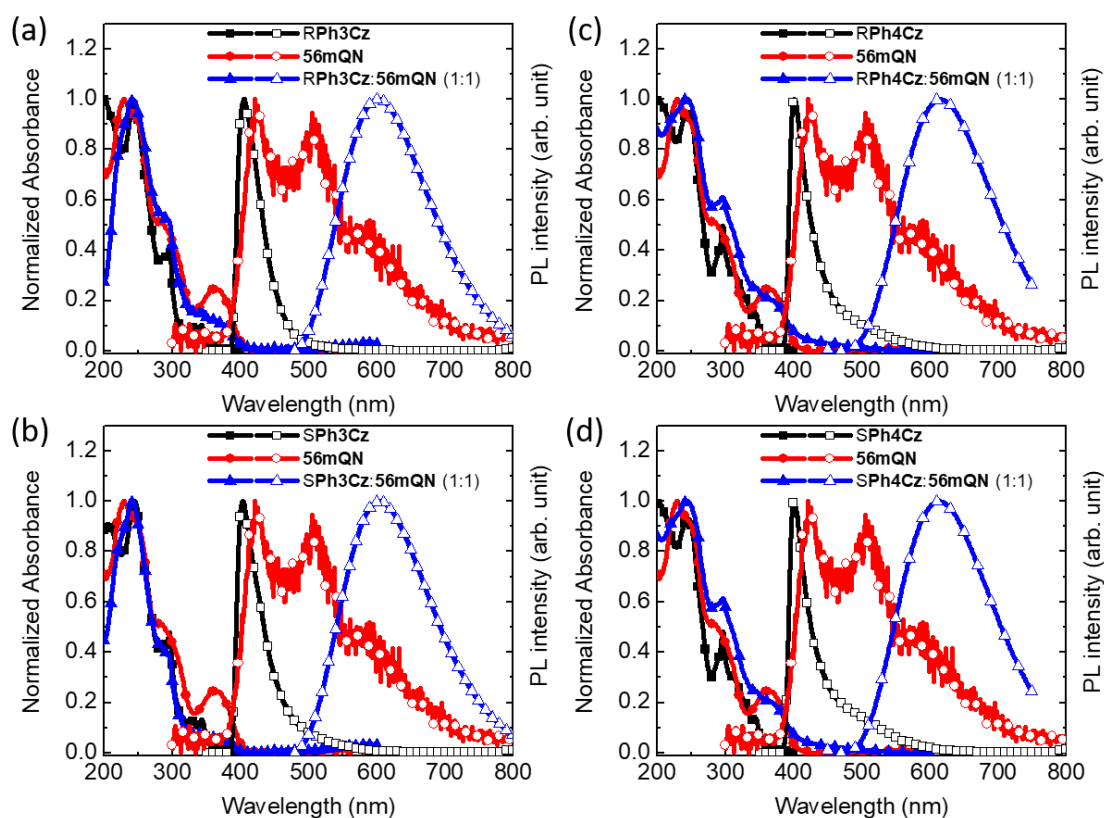 (a)
RPh3Cz
56mQN
RPh3Cz:56mQN (1:1)
Normalized Absorbance
1.2
1.0
0.8
0.6
0.4
0.2
0.0
200 300 400 500 600 700 800
Wavelength (nm)
PL intensity (arb. unit)
(c)
RPh4Cz
56mQN
RPh4Cz:56mQN (1:1)
Normalized Absorbance
1.2
1.0
0.8
0.6
0.4
0.2
0.0
200 300 400 500 600 700 800
Wavelength (nm)
PL intensity (arb. unit)
(b)
SPh3Cz
56mQN
SPh3Cz:56mQN (1:1)
Normalized Absorbance
1.2
1.0
0.8
0.6
0.4
0.2
0.0
200 300 400 500 600 700 800
Wavelength (nm)
PL intensity (arb. unit)
(d)
SPh4Cz
56mQN
SPh4Cz:56mQN (1:1)
Normalized Absorbance
1.2
1.0
0.8
0.6
0.4
0.2
0.0
200 300 400 500 600 700 800
Wavelength (nm)
PL intensity (arb. unit)